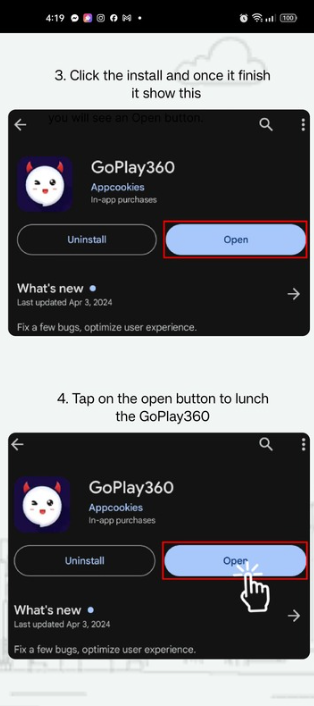 4:19
100
3. Click the install and once it finish
it show this
you will see an Open button.
GoPlay360
Appcookies
In-app purchases
Uninstall
Open
What's new
Last updated Apr 3, 2024
Fix a few bugs, optimize user experience.
4. Tap on the open button to lunch
the GoPlay360
GoPlay360
Appcookies
In-app purchases
Uninstall
Open
What's new
Last updated Apr 3, 2024
Fix a few bugs, optimize user experience.